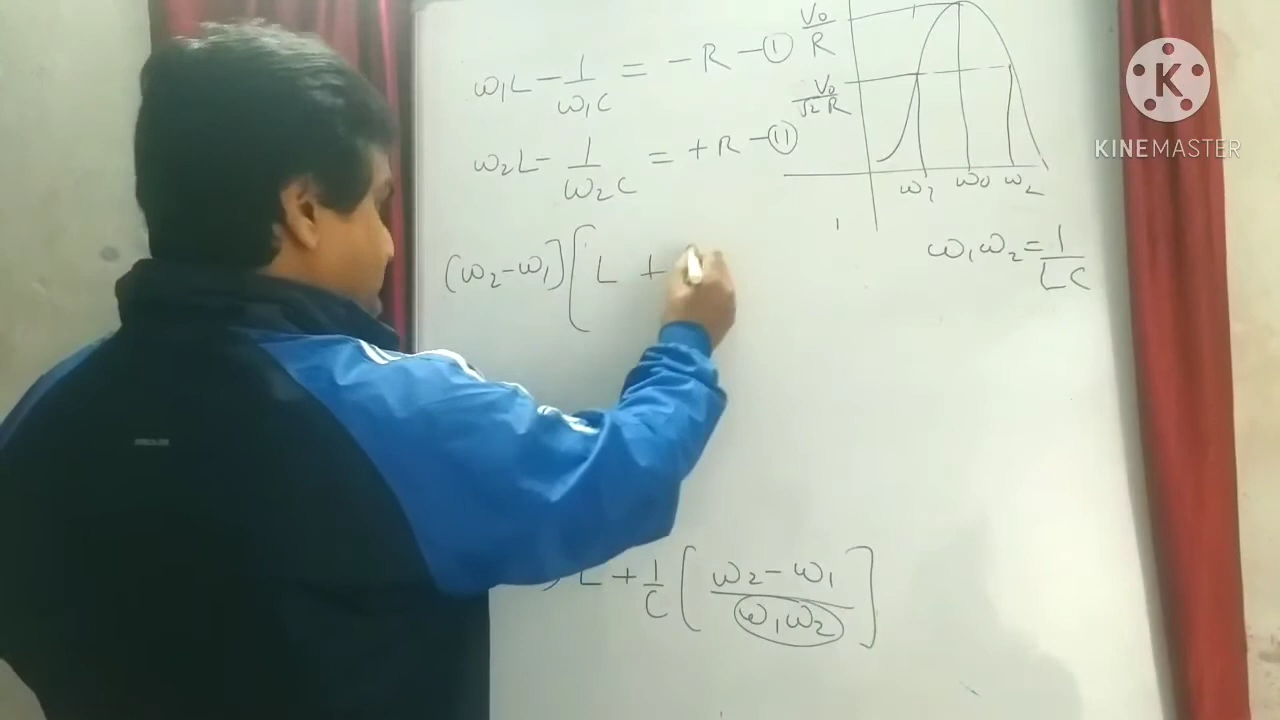 ω₁L − 1/ω₁C = −R −Ⓘ
ω₂L − 1/ω₂C = +R −Ⓘ︎Ⓘ
V₀/R
V₀/√2 R
ω₁ ω₀ ω₂
ω₁ω₂ = 1/LC
(ω₂−ω₁)[L +
L + 1/C [(ω₂ − ω₁)/(ω₁ω₂)]
K
KINEMASTER